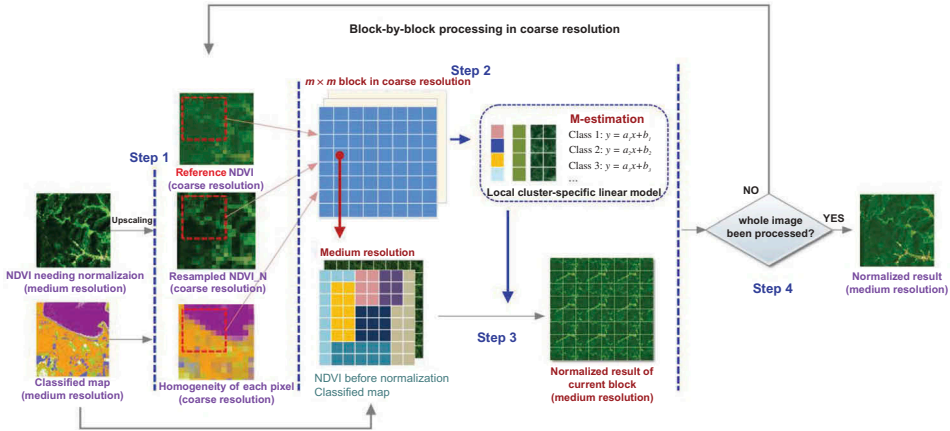 Block-by-block processing in coarse resolution
Step 1
Reference NDVI
(coarse resolution)
Upscaling
NDVI needing normalizaion
(medium resolution)
Resampled NDVI_N
(coarse resolution)
Classified map
(medium resolution)
Homogeneity of each pixel
(coarse resolution)
Step 2
m × m block in coarse resolution
M-estimation
Class 1: y = a₁x+b₁
Class 2: y = a₂x+b₂
Class 3: y = a₃x+b₃
...
Local cluster-specific linear model
Medium resolution
NDVI before normalization
Classified map
Step 3
Normalized result of
current block
(medium resolution)
NO
whole image
been processed?
YES
Step 4
Normalized result
(medium resolution)